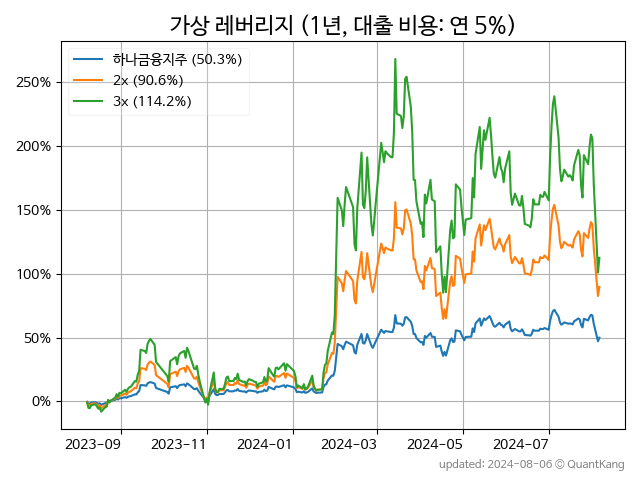 가상 레버리지 (1년, 대출 비용: 연 5%)
하나금융지주 (50.3%)
2x (90.6%)
3x (114.2%)
250%
200%
150%
100%
50%
0%
2023-09 2023-11 2024-01 2024-03 2024-05 2024-07
updated: 2024-08-06 © QuantKang